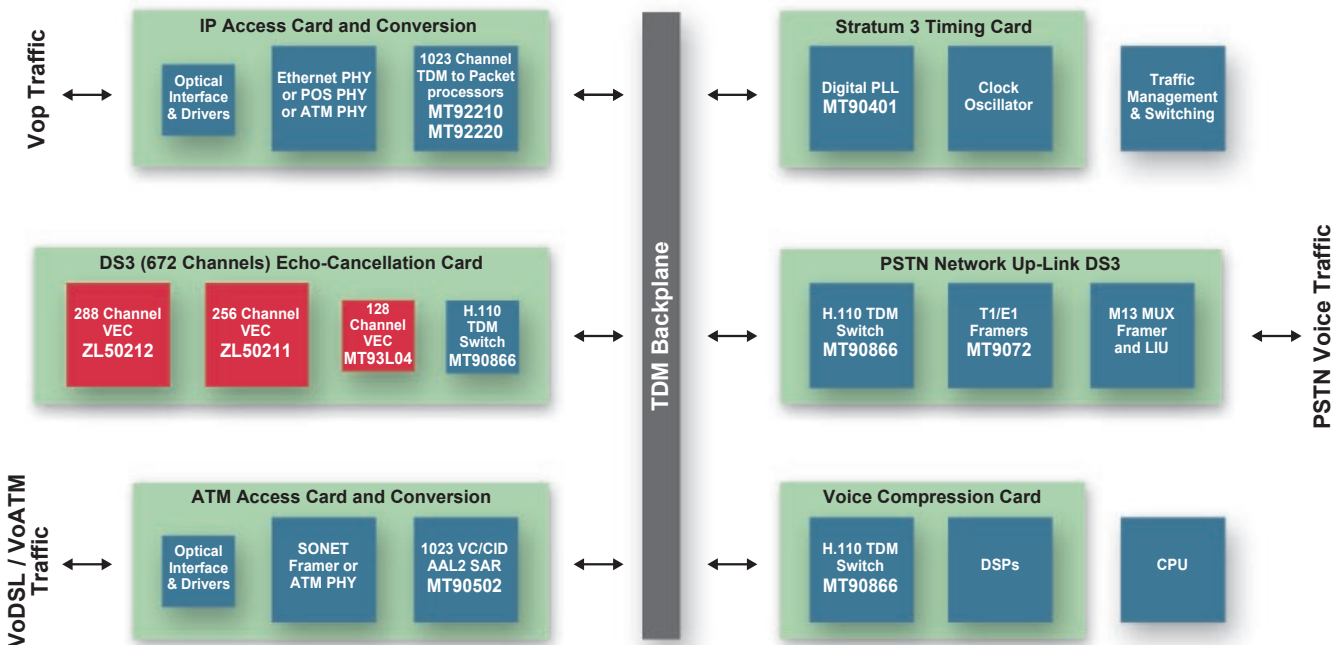 Vop Traffic
IP Access Card and Conversion
Optical
Interface
& Drivers
Ethernet PHY
or POS PHY
or ATM PHY
1023 Channel
TDM to Packet
processors
MT92210
MT92220
DS3 (672 Channels) Echo-Cancellation Card
288 Channel
VEC
ZL50212
256 Channel
VEC
ZL50211
128
Channel
VEC
MT93L04
H.110
TDM
Switch
MT90866
VoDSL / VoATM
Traffic
ATM Access Card and Conversion
Optical
Interface
& Drivers
SONET
Framer or
ATM PHY
1023 VC/CID
AAL2 SAR
MT90502
TDM Backplane
Stratum 3 Timing Card
Digital PLL
MT90401
Clock
Oscillator
Traffic
Management
& Switching
PSTN Network Up-Link DS3
H.110 TDM
Switch
MT90866
T1/E1
Framers
MT9072
M13 MUX
Framer
and LIU
PSTN Voice Traffic
Voice Compression Card
H.110 TDM
Switch
MT90866
DSPs
CPU